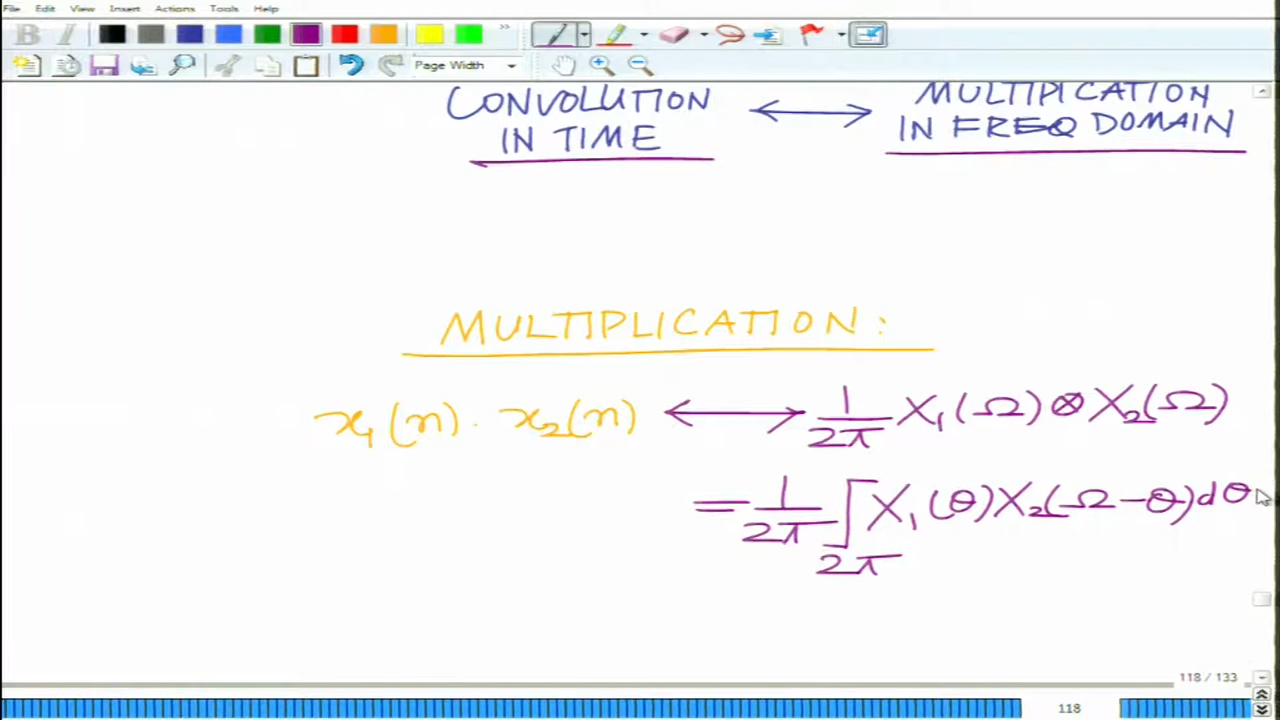 File Edit View Insert Actions Tools Help
B I
Page Width
CONVOLUTION IN TIME ⟷ MULTIPLICATION IN FREQ DOMAIN
MULTIPLICATION:
x₁(n) · x₂(n) ⟷ 1/2π X₁(Ω) ⊗ X₂(Ω)
= 1/2π ∫_2π X₁(θ) X₂(Ω−θ) dθ
118 / 133
118